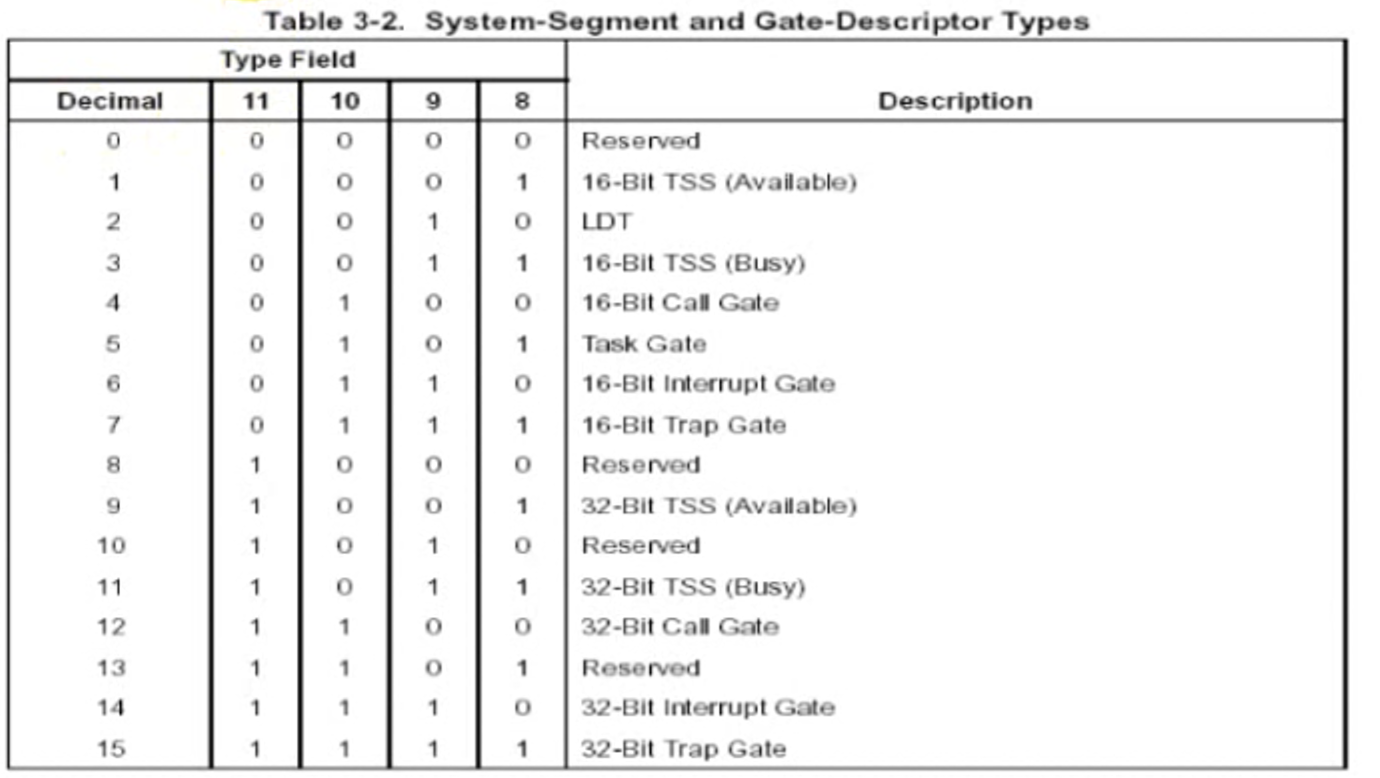 Table 3-2. System-Segment and Gate-Descriptor Types
Type Field
Decimal 11 10 9 8 Description
0 0 0 0 0 Reserved
1 0 0 0 1 16-Bit TSS (Available)
2 0 0 1 0 LDT
3 0 0 1 1 16-Bit TSS (Busy)
4 0 1 0 0 16-Bit Call Gate
5 0 1 0 1 Task Gate
6 0 1 1 0 16-Bit Interrupt Gate
7 0 1 1 1 16-Bit Trap Gate
8 1 0 0 0 Reserved
9 1 0 0 1 32-Bit TSS (Available)
10 1 0 1 0 Reserved
11 1 0 1 1 32-Bit TSS (Busy)
12 1 1 0 0 32-Bit Call Gate
13 1 1 0 1 Reserved
14 1 1 1 0 32-Bit Interrupt Gate
15 1 1 1 1 32-Bit Trap Gate